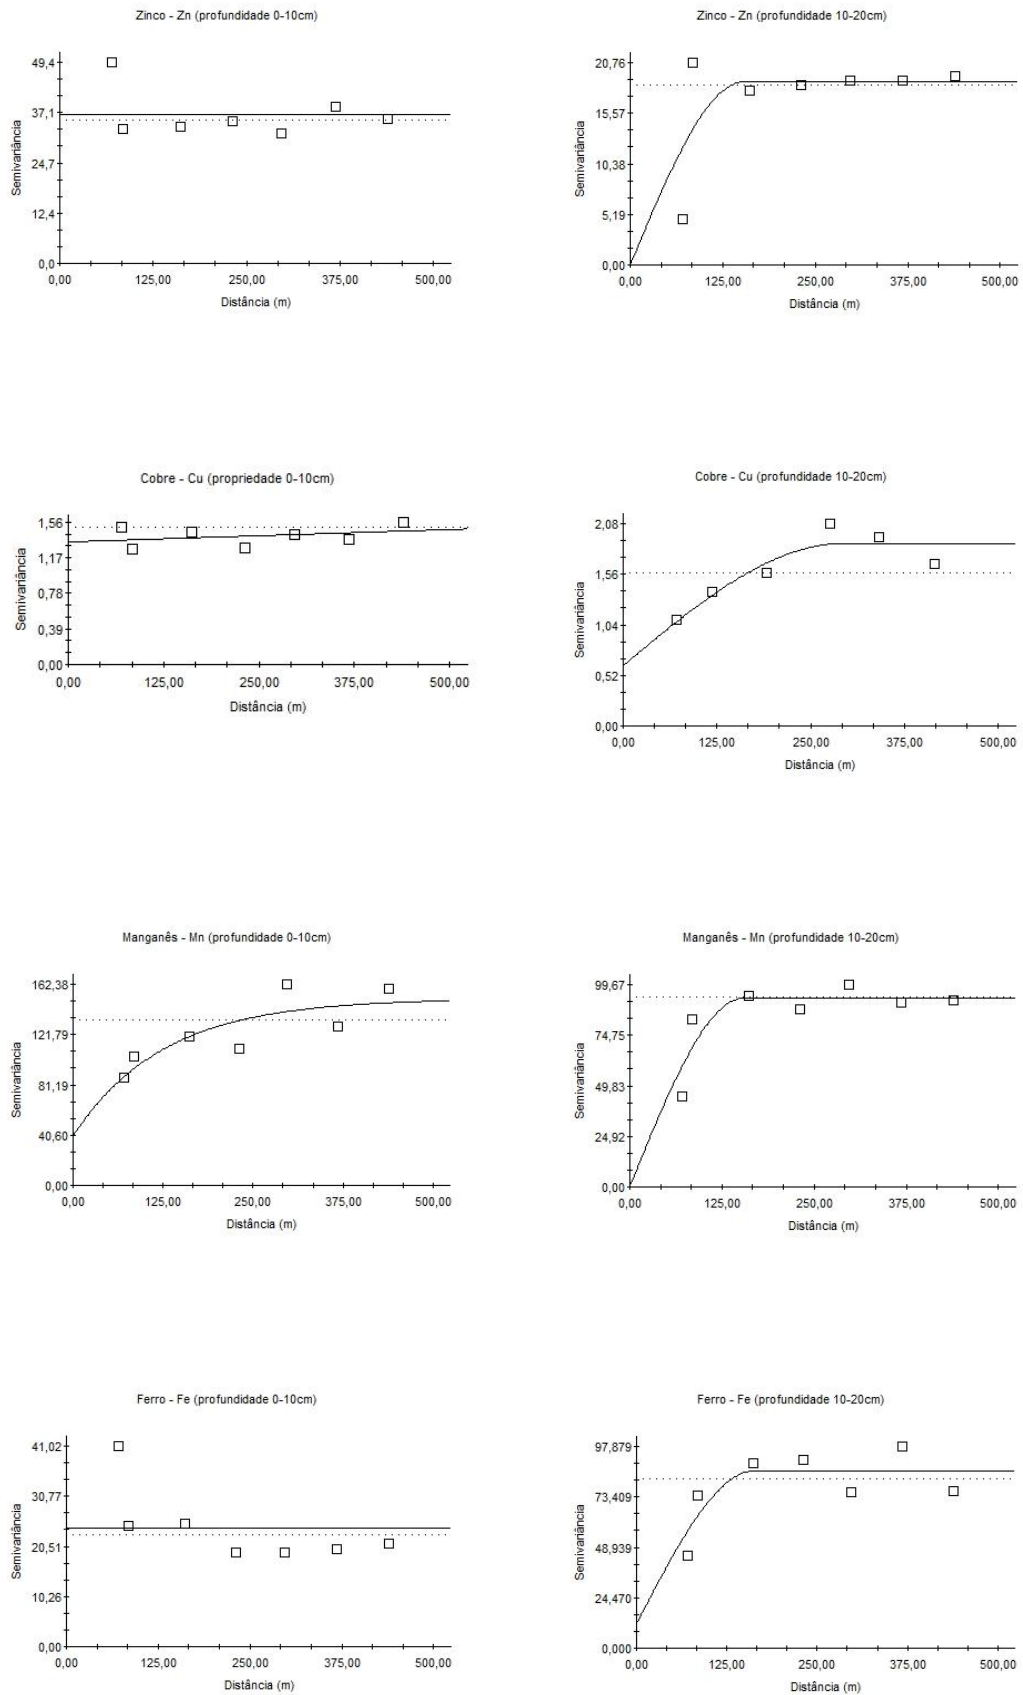 Zinco - Zn (profundidade 0-10cm)
49,4
37,1
24,7
12,4
0,0
Semivariância
0,00 125,00 250,00 375,00 500,00
Distância (m)
Zinco - Zn (profundidade 10-20cm)
20,76
15,57
10,38
5,19
0,00
Semivariância
0,00 125,00 250,00 375,00 500,00
Distância (m)
Cobre - Cu (propriedade 0-10cm)
1,56
1,17
0,78
0,39
0,00
Semivariância
0,00 125,00 250,00 375,00 500,00
Distância (m)
Cobre - Cu (profundidade 10-20cm)
2,08
1,56
1,04
0,52
0,00
Semivariância
0,00 125,00 250,00 375,00 500,00
Distância (m)
Manganês - Mn (profundidade 0-10cm)
162,38
121,79
81,19
40,60
0,00
Semivariância
0,00 125,00 250,00 375,00 500,00
Distância (m)
Manganês - Mn (profundidade 10-20cm)
99,67
74,75
49,83
24,92
0,00
Semivariância
0,00 125,00 250,00 375,00 500,00
Distância (m)
Ferro - Fe (profundidade 0-10cm)
41,02
30,77
20,51
10,26
0,00
Semivariância
0,00 125,00 250,00 375,00 500,00
Distância (m)
Ferro - Fe (profundidade 10-20cm)
97,879
73,409
48,939
24,470
0,000
Semivariância
0,00 125,00 250,00 375,00 500,00
Distância (m)